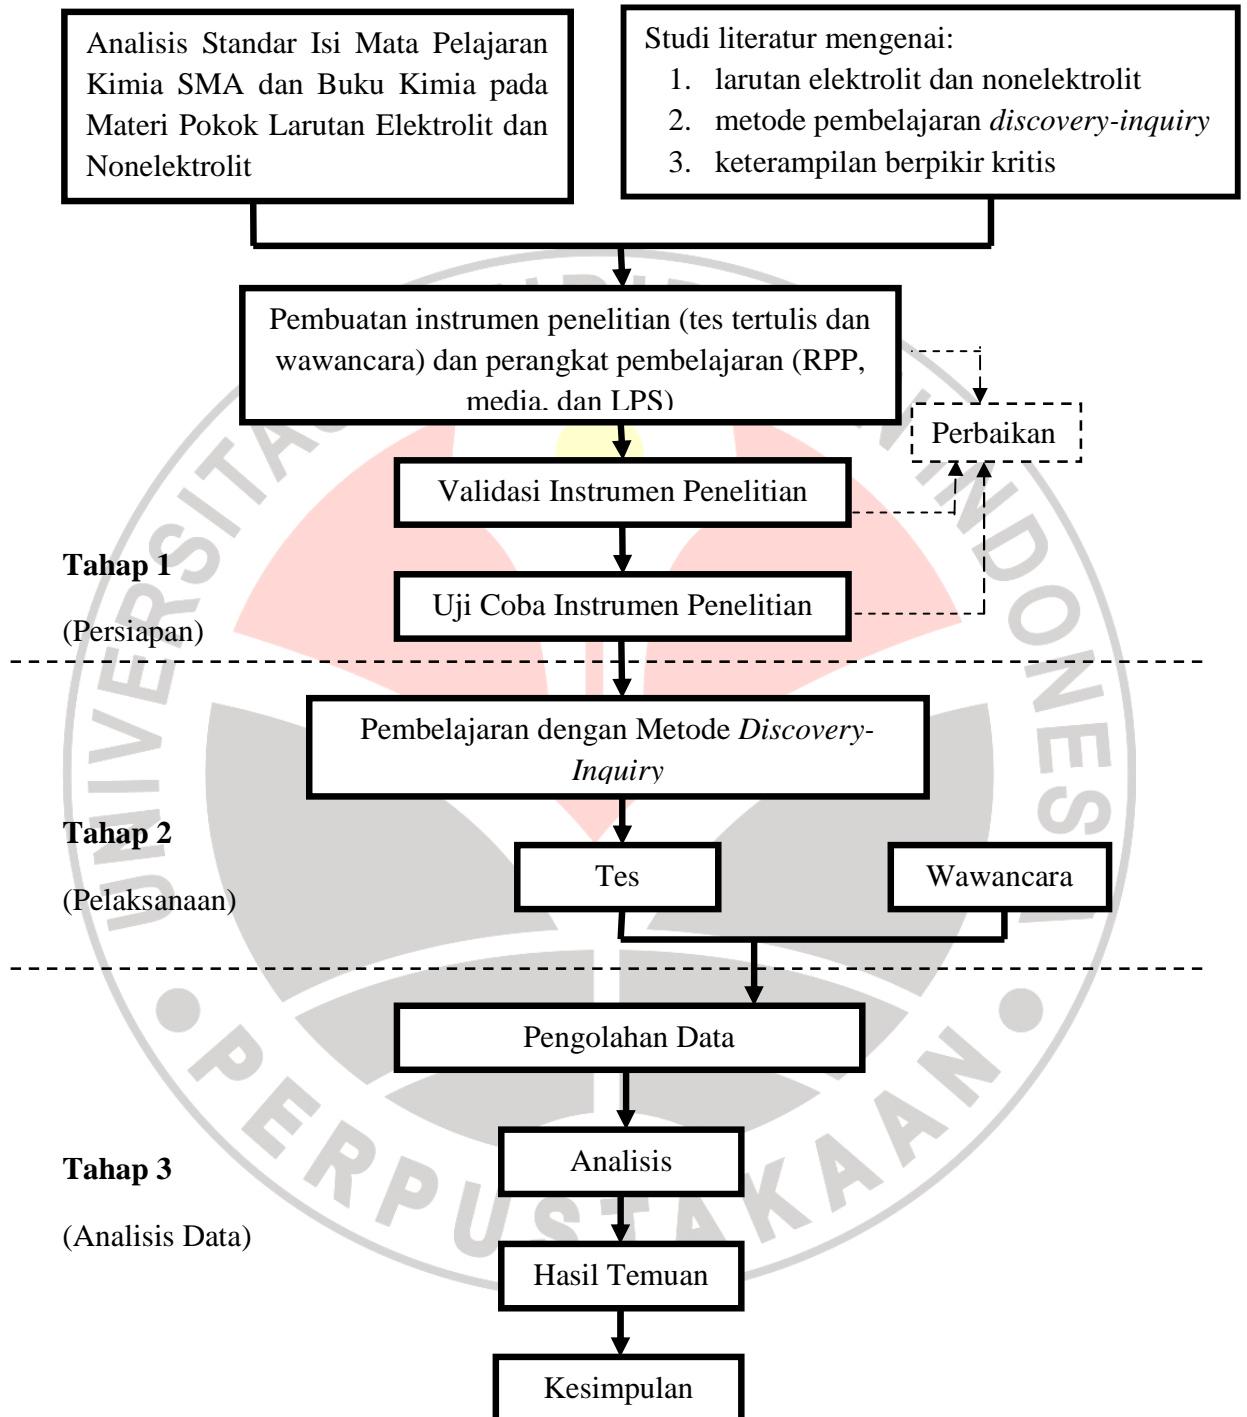 Analisis Standar Isi Mata Pelajaran
Kimia SMA dan Buku Kimia pada
Materi Pokok Larutan Elektrolit dan
Nonelektrolit
Studi literatur mengenai:
1. larutan elektrolit dan nonelektrolit
2. metode pembelajaran discovery-inquiry
3. keterampilan berpikir kritis
Pembuatan instrumen penelitian (tes tertulis dan
wawancara) dan perangkat pembelajaran (RPP,
media, dan LPS)
Perbaikan
Validasi Instrumen Penelitian
Tahap 1
(Persiapan)
Uji Coba Instrumen Penelitian
Pembelajaran dengan Metode Discovery-
Inquiry
Tahap 2
(Pelaksanaan)
Tes
Wawancara
Pengolahan Data
Tahap 3
(Analisis Data)
Analisis
Hasil Temuan
Kesimpulan
UNIVERSITAS
INDONES
PERPUSTAKAAN